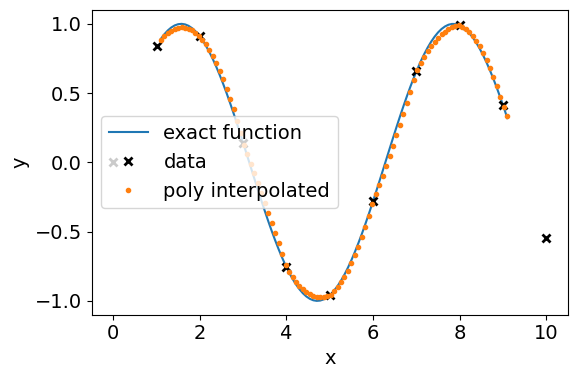 1.0
0.5
0.0
−0.5
−1.0
y
exact function
data
poly interpolated
0 2 4 6 8 10
x